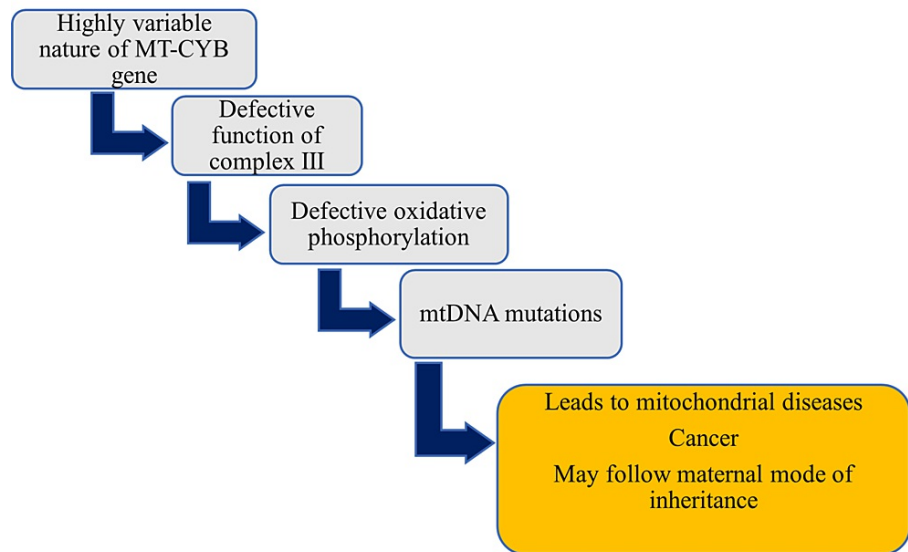 Highly variable
nature of MT-CYB
gene
Defective
function of
complex III
Defective oxidative
phosphorylation
mtDNA mutations
Leads to mitochondrial diseases
Cancer
May follow maternal mode of
inheritance